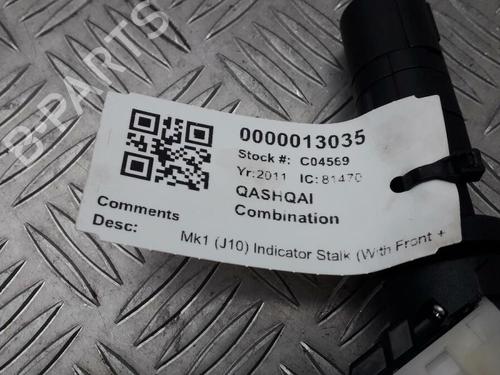 B-PARTS
0000013035
Stock #: C04569
Yr:2011 IC:81470
QASHQAI
Combination
Comments
Desc:
Mk1 (J10) Indicator Stalk (With Front +